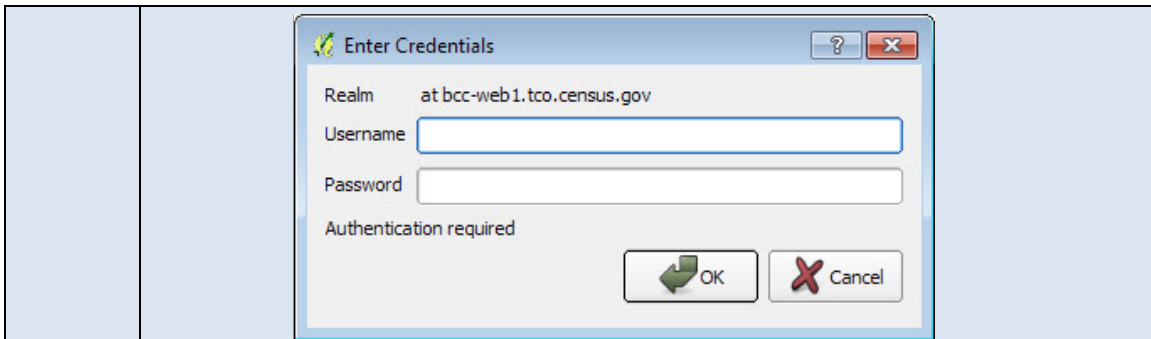 Enter Credentials
Realm at bcc-web1.tco.census.gov
Username
Password
Authentication required
OK Cancel